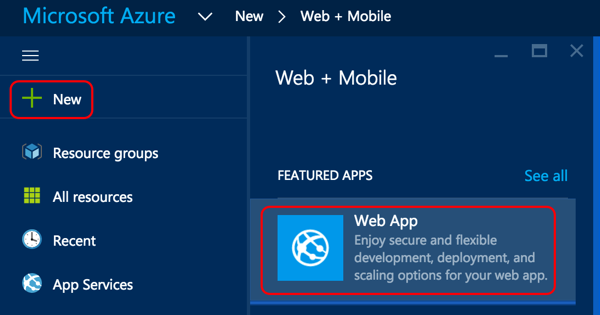 Microsoft Azure New > Web + Mobile
New
Resource groups
All resources
Recent
App Services
Web + Mobile
FEATURED APPS See all
Web App
Enjoy secure and flexible
development, deployment, and
scaling options for your web app.